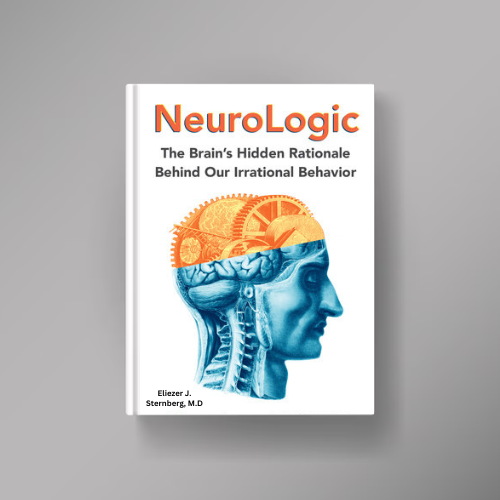 NeuroLogic
The Brain's Hidden Rationale
Behind Our Irrational Behavior
Eliezer J.
Sternberg, M.D